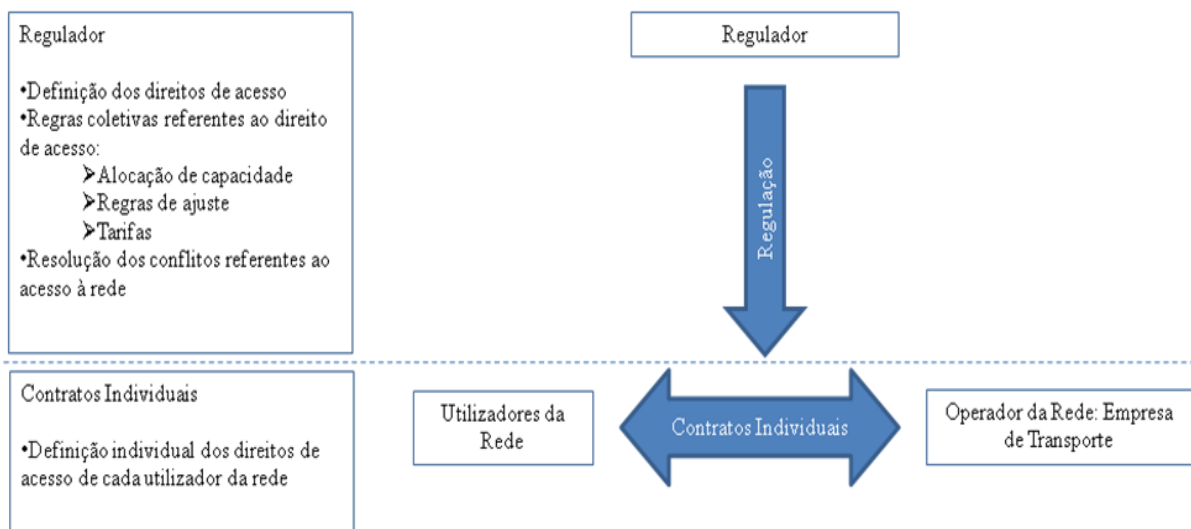 Regulador
•Definição dos direitos de acesso
•Regras coletivas referentes ao direito
de acesso:
➢Alocação de capacidade
➢Regras de ajuste
➢Tarifas
•Resolução dos conflitos referentes ao
acesso à rede
Regulador
Regulação
Contratos Individuais
•Definição individual dos direitos de
acesso de cada utilizador da rede
Utilizadores da
Rede
Contratos Individuais
Operador da Rede: Empresa
de Transporte